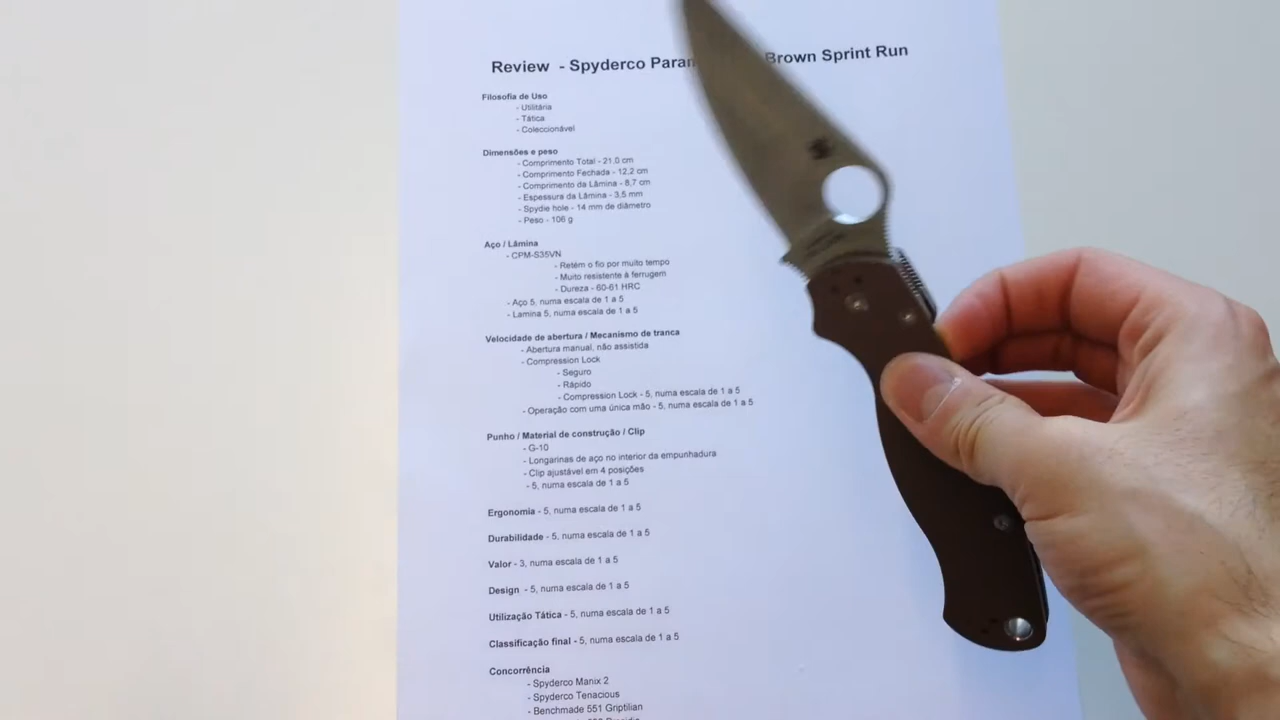 Review - Spyderco Brown Sprint Run
Filosofia de Uso
- Utilitária
- Tática
- Coleccionável
Dimensões e peso
- Comprimento Total - 21,0 cm
- Comprimento Fechada - 12,2 cm
- Comprimento da Lâmina - 8,7 cm
- Espessura da Lâmina - 3,5 mm
- Spydie hole - 14 mm de diâmetro
- Peso - 106 g
Aço / Lâmina
- CPM-S35VN
- Retém o fio por muito tempo
- Muito resistente à ferrugem
- Dureza - 60-61 HRC
- Aço 5, numa escala de 1 a 5
- Lamina 5, numa escala de 1 a 5
Velocidade de abertura / Mecanismo de tranca
- Abertura manual, não assistida
- Compression Lock
- Seguro
- Rápido
- Compression Lock - 5, numa escala de 1 a 5
- Operação com uma única mão - 5, numa escala de 1 a 5
Punho / Material de construção / Clip
- G-10
- Longarinas de aço no interior da empunhadura
- Clip ajustável em 4 posições
- 5, numa escala de 1 a 5
Ergonomia - 5, numa escala de 1 a 5
Durabilidade - 5, numa escala de 1 a 5
Valor - 3, numa escala de 1 a 5
Design - 5, numa escala de 1 a 5
Utilização Tática - 5, numa escala de 1 a 5
Classificação final - 5, numa escala de 1 a 5
Concorrência
- Spyderco Manix 2
- Spyderco Tenacious
- Benchmade 551 Griptilian